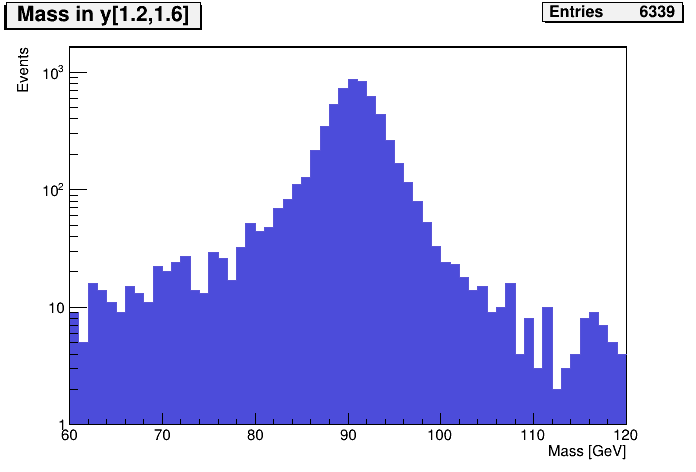 Mass in y[1.2,1.6]
Entries 6339
Events
10³
10²
10
1
60 70 80 90 100 110 120
Mass [GeV]